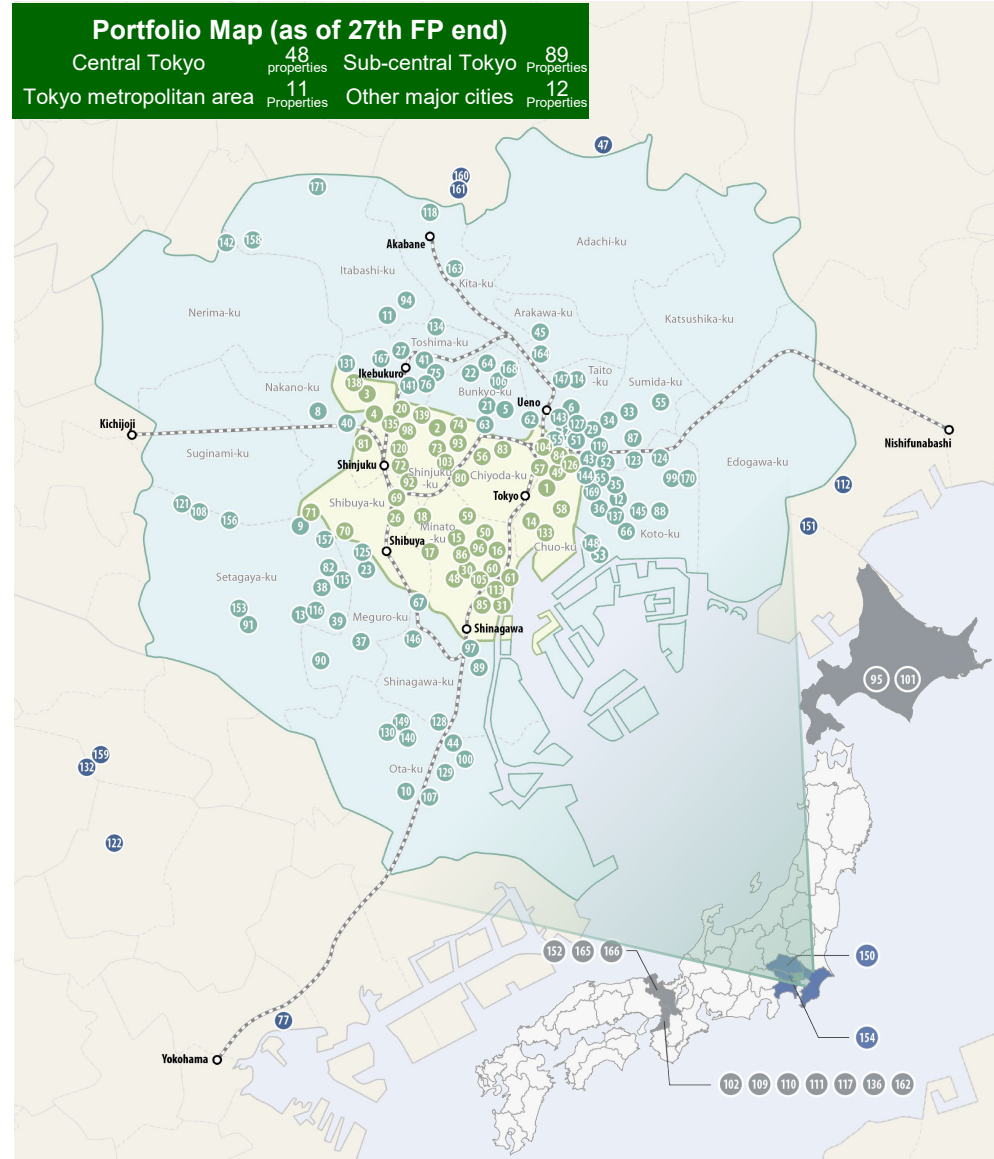 Portfolio Map (as of 27th FP end)
Central Tokyo 48 properties Sub-central Tokyo 89 Properties
Tokyo metropolitan area 11 Properties Other major cities 12 Properties
47
160
161
171
118
142 158
Akabane
Adachi-ku
Itabashi-ku
163
Kita-ku
94
11
Nerima-ku
Arakawa-ku
Katsushika-ku
134
45
Toshima-ku
27
164
131 167 41 64
Ikebukuro 75 22 168
Taito
-ku
147 114
Sumida-ku
138 141 76 106
Nakano-ku
Bunkyo-ku
3
55
8 20 21 5 Ueno 6 33
4 139 143
40 135 2 74 63 62 127 34
98 29
Kichijoji
Nishifunabashi
81 120 73 93 83 104 155 51 119 87
56 84
Suginami-ku
Shinjuku 72 103 57 49 126 43 52 123 124
Shinjuku
-ku
Chiyoda-ku
Edogawa-ku
92 80 144 65 99 170
112
Shibuya-ku
69 Tokyo 1 169 35
12
121 108 156 71 26 18 59 58 36 137 145 88
151
9 70 Minato
-ku
14 133 66
Koto-ku
157 125 Shibuya 17 15 50 Chuo-ku
86 96 16 148
53
82 23 30 60
Setagaya-ku
38 115 48 105 61
113
153 13 116 39 67 85 31
91
Meguro-ku
37 146 Shinagawa
90 97
89
Shinagawa-ku
95 101
149 128
130 140 44
159
132
100
Ota-ku 129
10 107
122
152 165 166
150
77
154
Yokohama
102 109 110 111 117 136 162